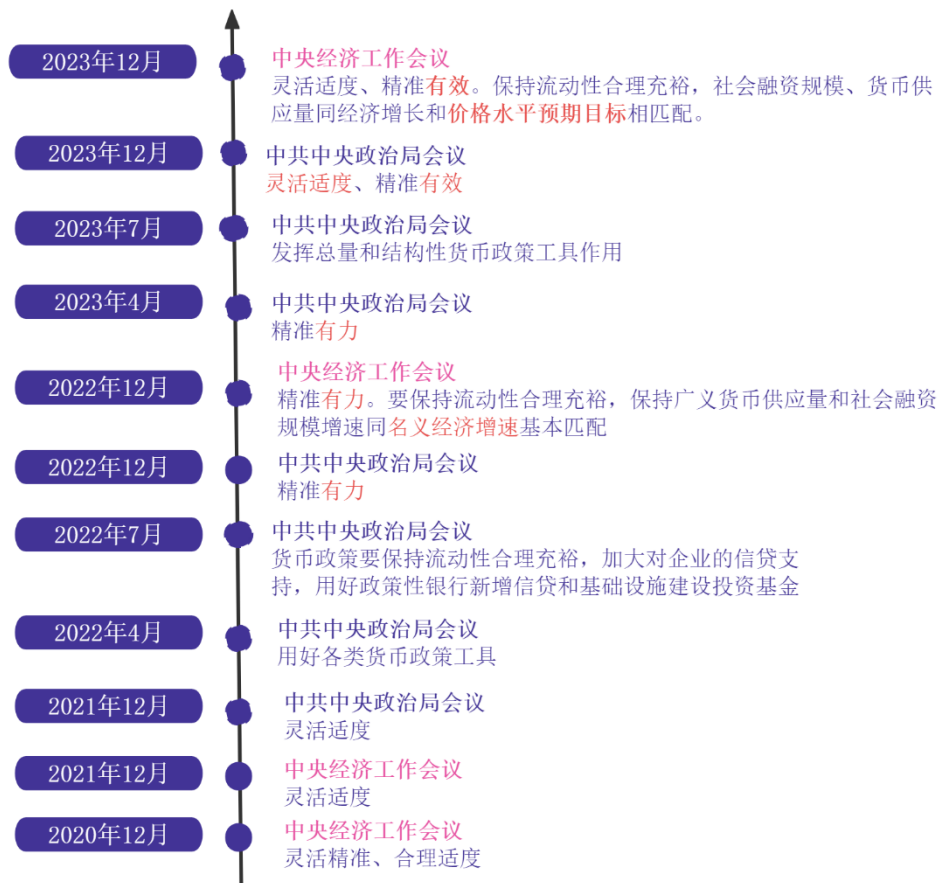 2023年12月
中央经济工作会议
灵活适度、精准有效。保持流动性合理充裕，社会融资规模、货币供
应量同经济增长和价格水平预期目标相匹配。
2023年12月
中共中央政治局会议
灵活适度、精准有效
2023年7月
中共中央政治局会议
发挥总量和结构性货币政策工具作用
2023年4月
中共中央政治局会议
精准有力
2022年12月
中央经济工作会议
精准有力。要保持流动性合理充裕，保持广义货币供应量和社会融资
规模增速同名义经济增速基本匹配
2022年12月
中共中央政治局会议
精准有力
2022年7月
中共中央政治局会议
货币政策要保持流动性合理充裕，加大对企业的信贷支
持，用好政策性银行新增信贷和基础设施建设投资基金
2022年4月
中共中央政治局会议
用好各类货币政策工具
2021年12月
中共中央政治局会议
灵活适度
2021年12月
中央经济工作会议
灵活适度
2020年12月
中央经济工作会议
灵活精准、合理适度